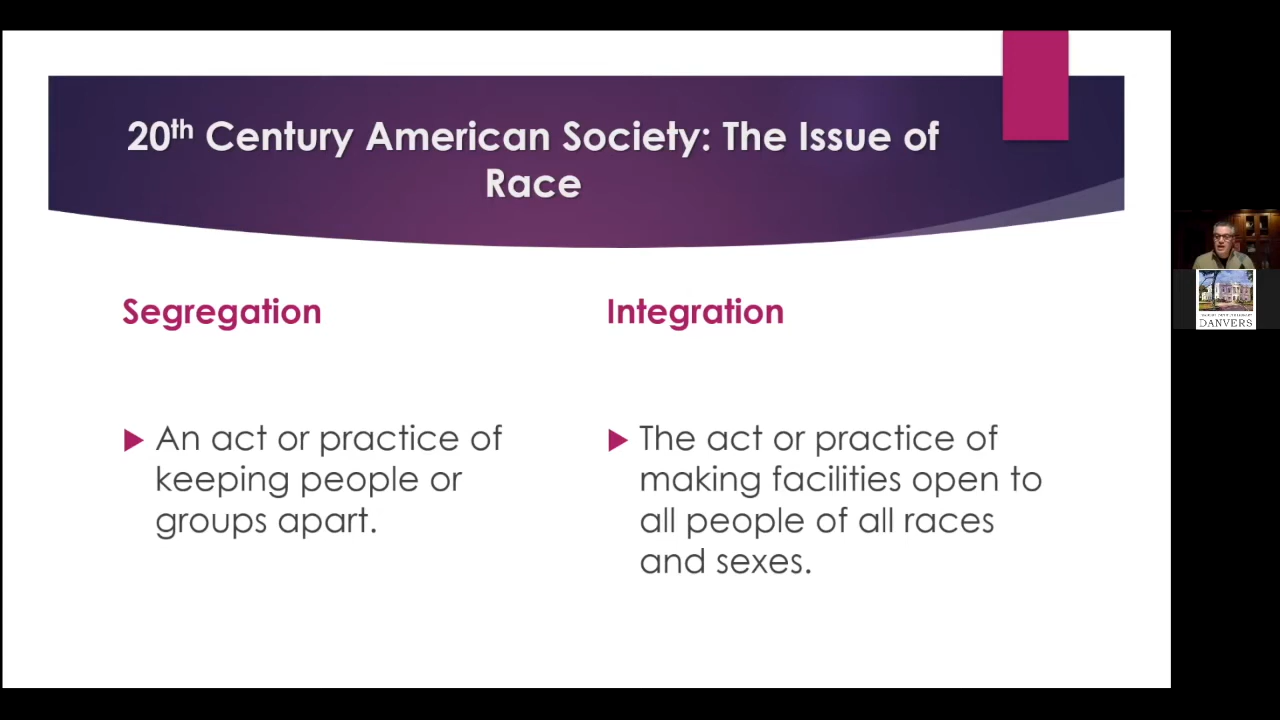 20th Century American Society: The Issue of
Race
Segregation
An act or practice of
keeping people or
groups apart.
Integration
The act or practice of
making facilities open to
all people of all races
and sexes.
DANVERS